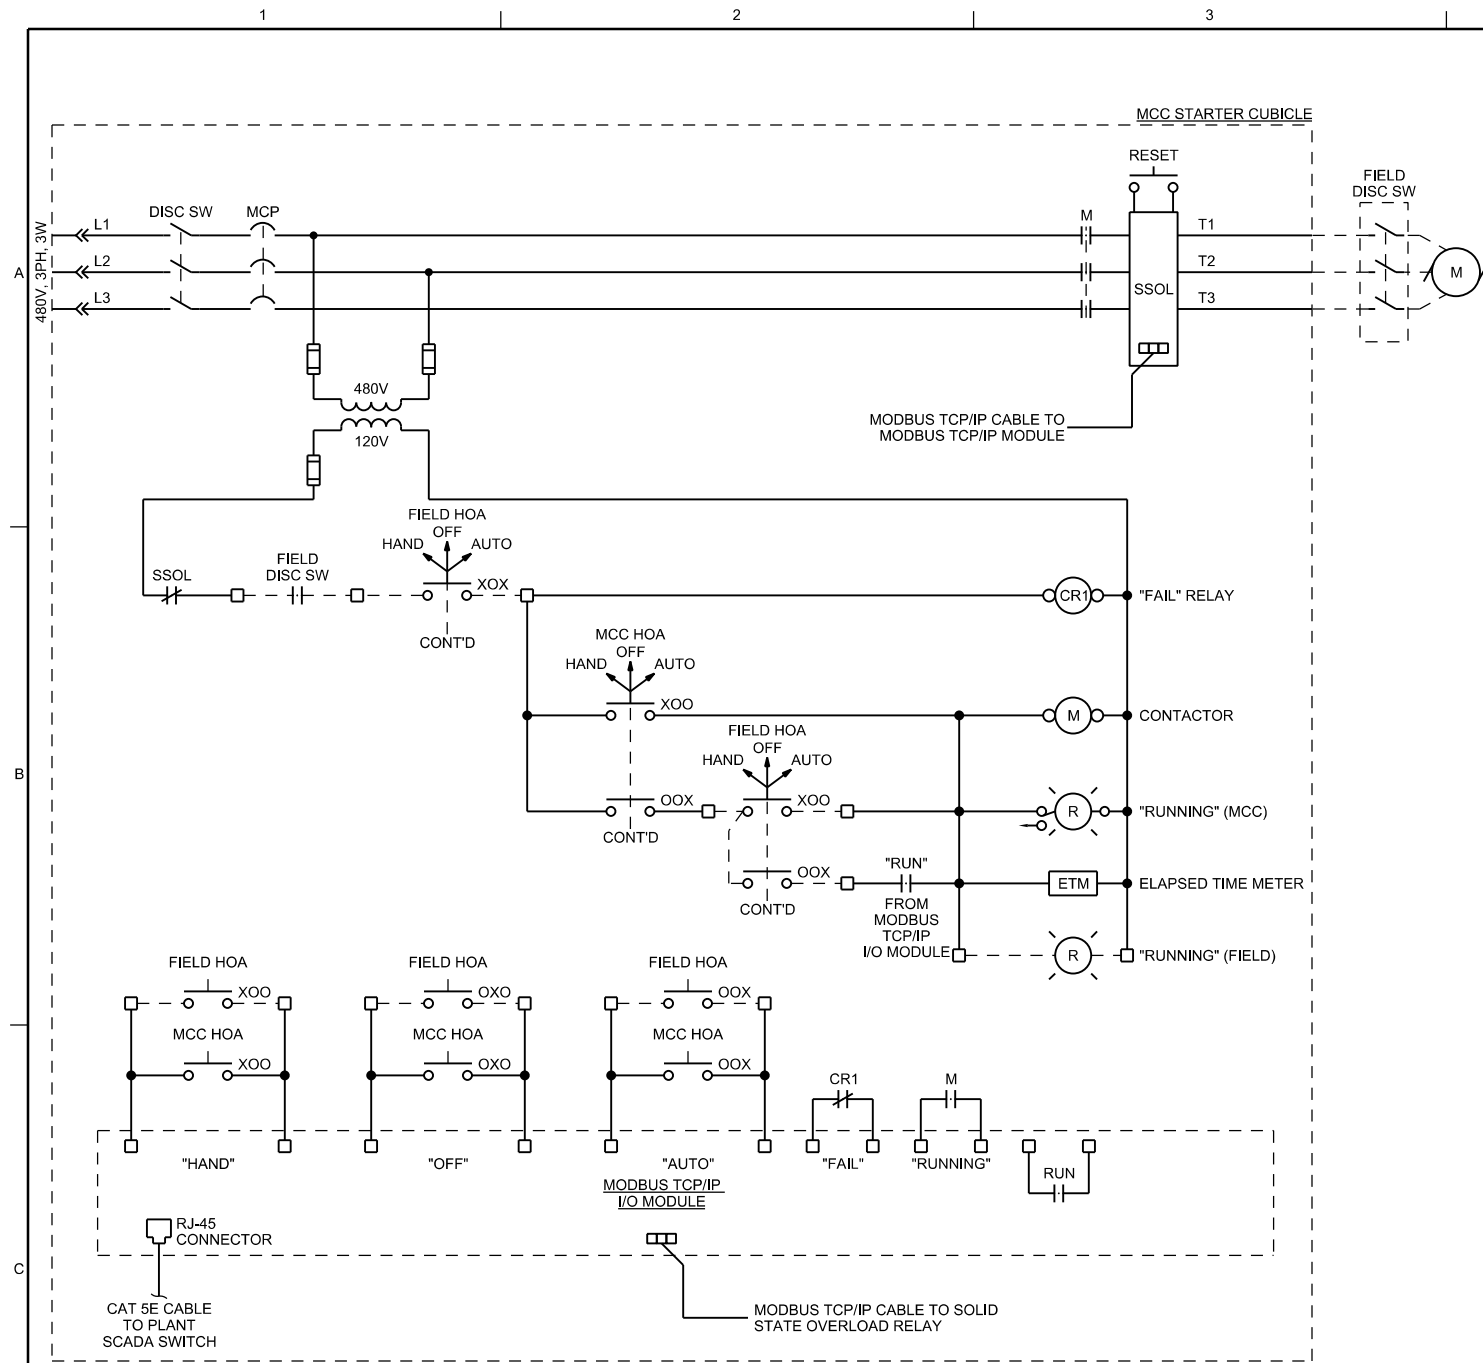 1
2
3
MCC STARTER CUBICLE
RESET
FIELD
DISC SW
DISC SW
MCP
A
480V, 3PH, 3W
L1
L2
L3
M
SSOL
T1
T2
T3
M
480V
120V
MODBUS TCP/IP CABLE TO
MODBUS TCP/IP MODULE
FIELD HOA
OFF
HAND
AUTO
FIELD
DISC SW
SSOL
XOX
CONT'D
CR1
"FAIL" RELAY
MCC HOA
OFF
HAND
AUTO
XOO
M
CONTACTOR
B
FIELD HOA
OFF
HAND
AUTO
OOX
CONT'D
XOO
R
"RUNNING" (MCC)
OOX
CONT'D
"RUN"
FROM
MODBUS
TCP/IP
I/O MODULE
ETM
ELAPSED TIME METER
R
"RUNNING" (FIELD)
FIELD HOA
XOO
MCC HOA
XOO
FIELD HOA
OXO
MCC HOA
OXO
FIELD HOA
OOX
MCC HOA
OOX
CR1
M
"HAND"
"OFF"
"AUTO"
"FAIL"
"RUNNING"
RUN
MODBUS TCP/IP
I/O MODULE
RJ-45
CONNECTOR
C
CAT 5E CABLE
TO PLANT
SCADA SWITCH
MODBUS TCP/IP CABLE TO SOLID
STATE OVERLOAD RELAY